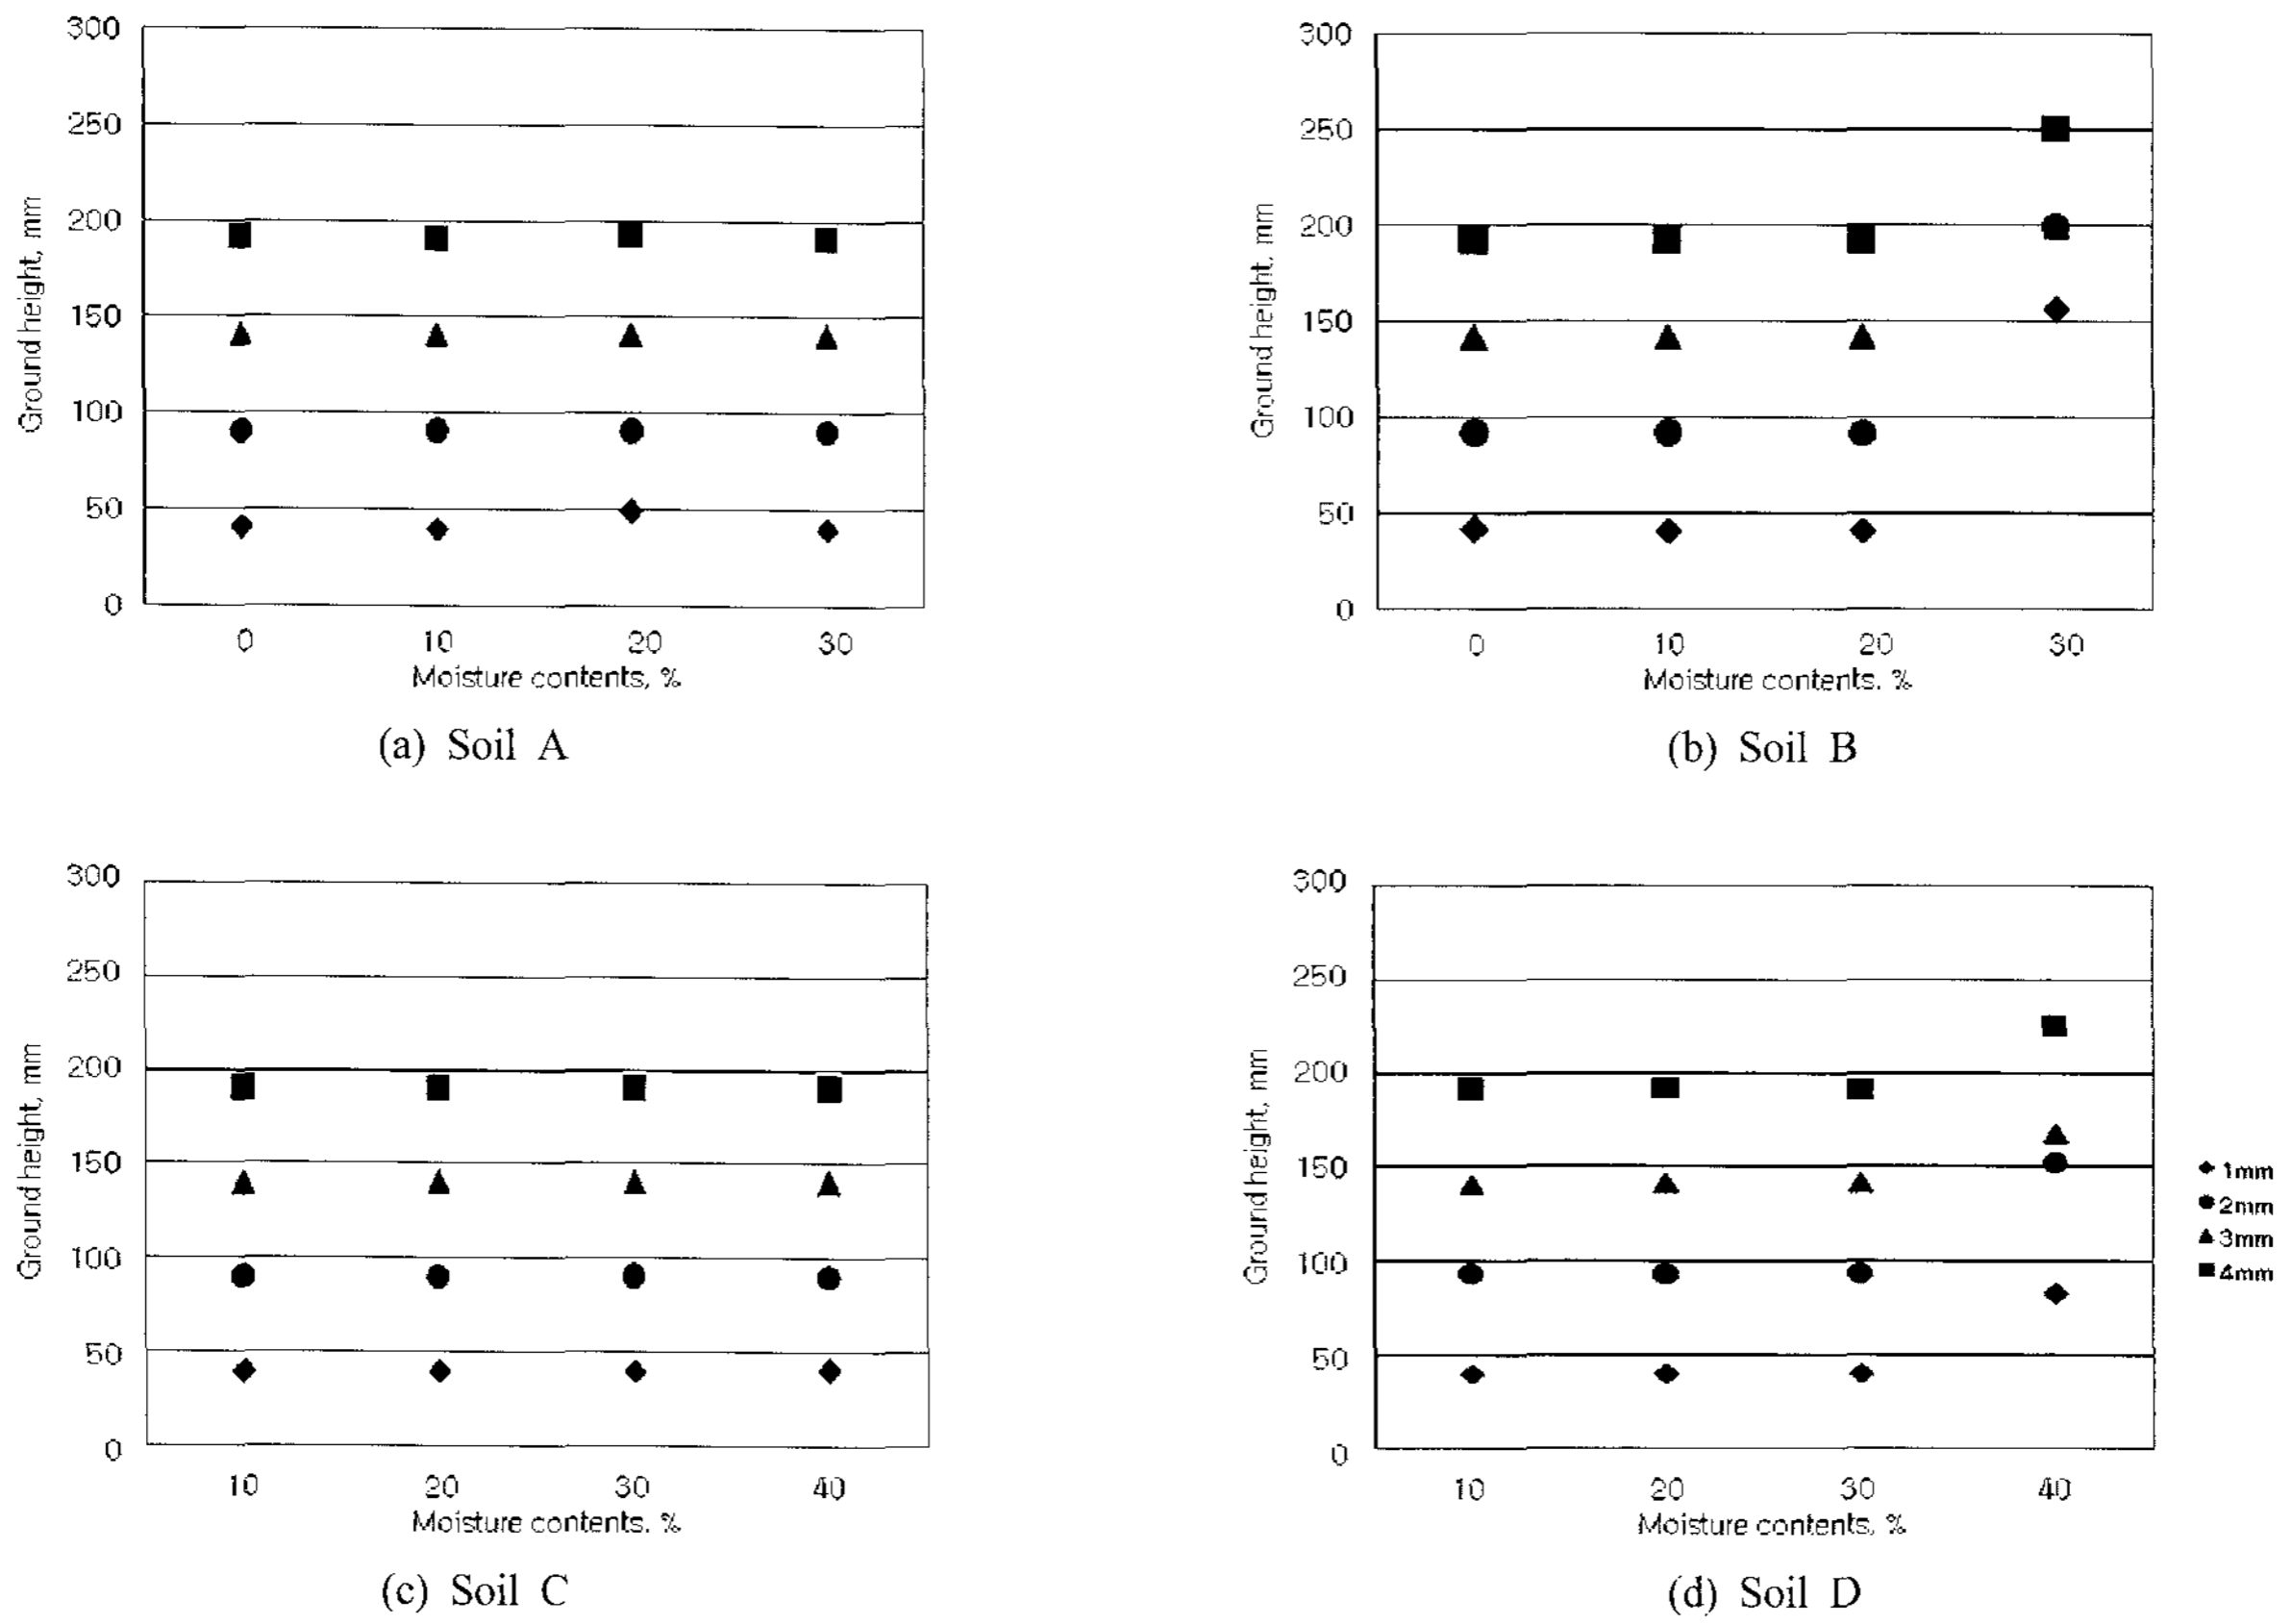 300
250
200
150
100
50
0
Ground height, mm
0 10 20 30
Moisture contents, %
(a) Soil A
300
250
200
150
100
50
0
Ground height, mm
0 10 20 30
Moisture contents. %
(b) Soil B
300
250
200
150
100
50
0
Ground height, mm
10 20 30 40
Moisture contents. %
(c) Soil C
300
250
200
150
100
50
0
Ground height, mm
10 20 30 40
Moisture contents, %
(d) Soil D
1mm
2mm
3mm
4mm